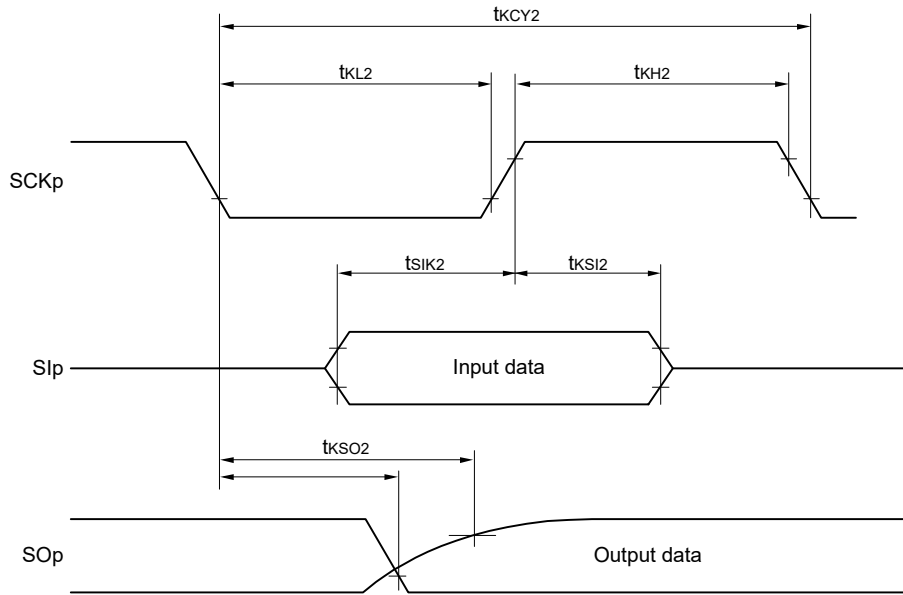 tKCY2
tKL2
tKH2
SCKp
tSIK2
tKSI2
SIp
Input data
tKSO2
SOp
Output data